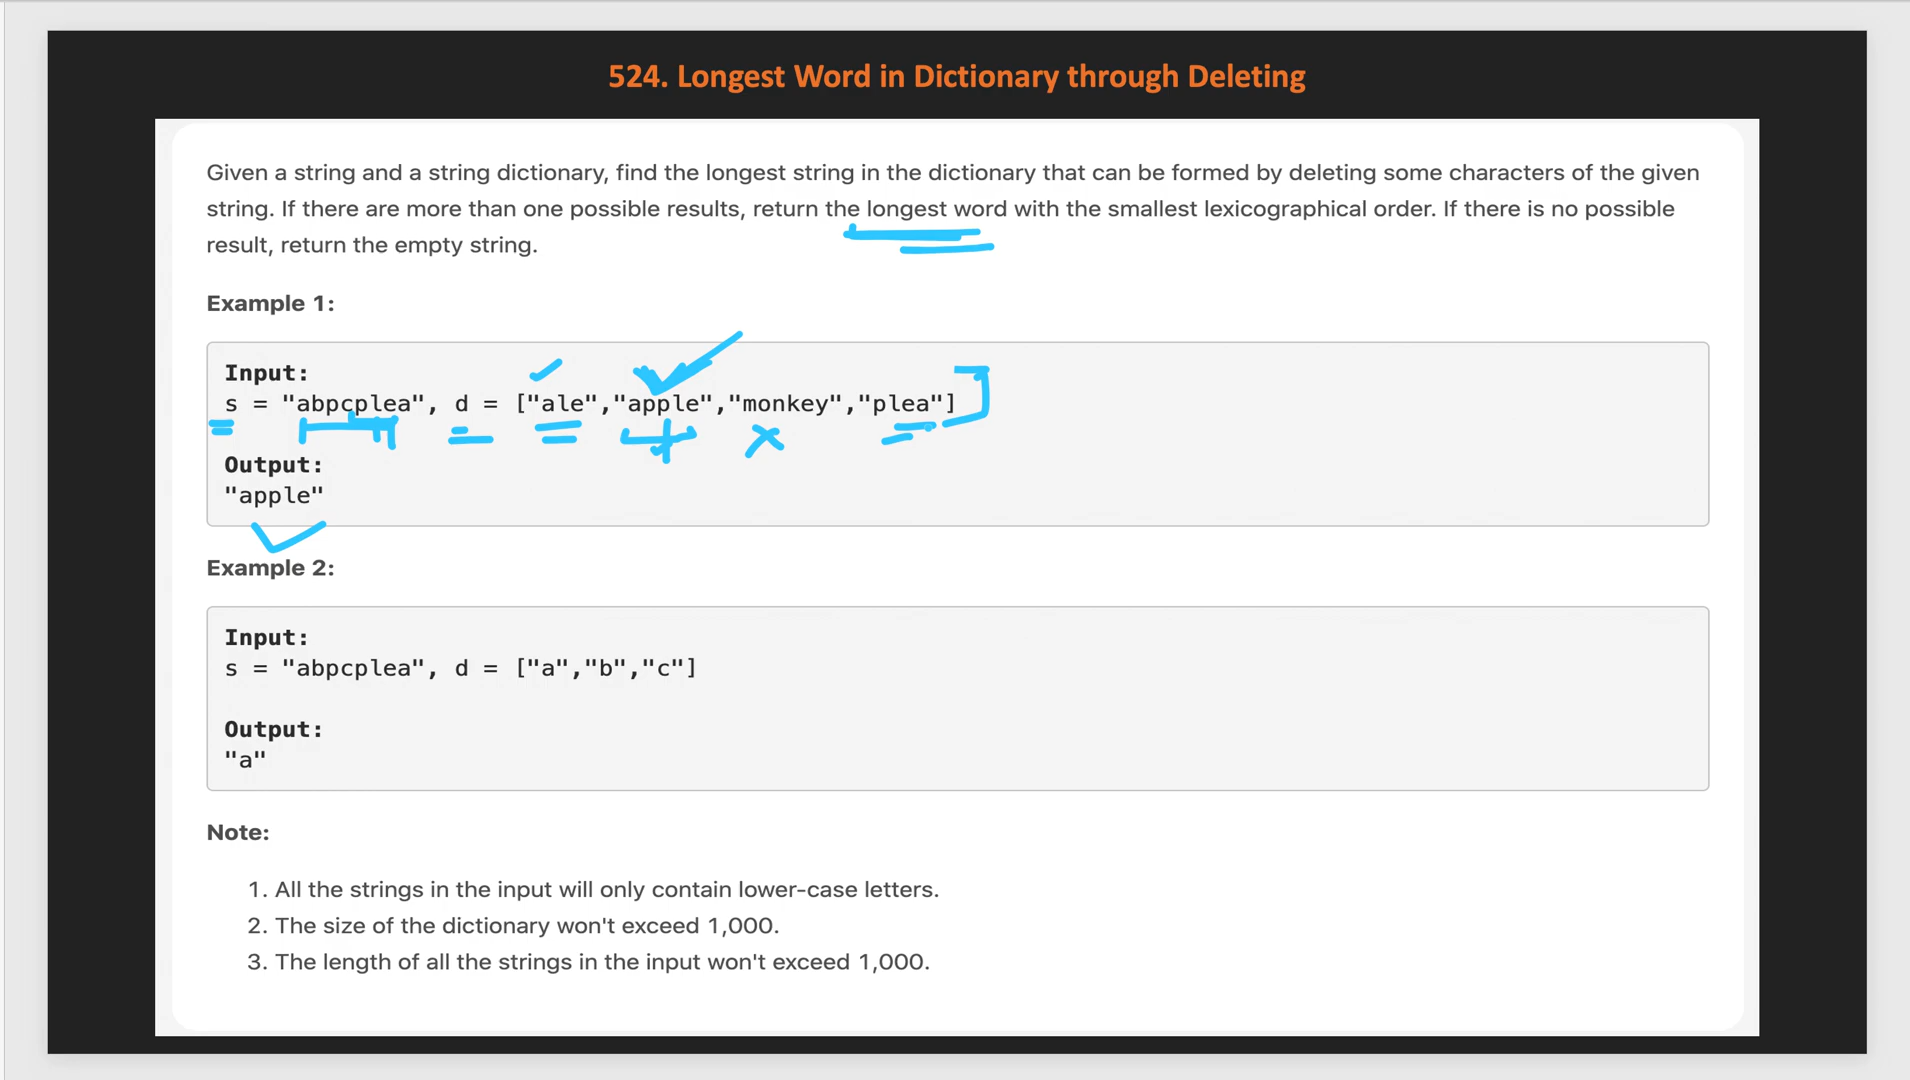 524. Longest Word in Dictionary through Deleting
Given a string and a string dictionary, find the longest string in the dictionary that can be formed by deleting some characters of the given
string. If there are more than one possible results, return the longest word with the smallest lexicographical order. If there is no possible
result, return the empty string.
Example 1:
Input:
s = "abpcplea", d = ["ale","apple","monkey","plea"]
Output:
"apple"
Example 2:
Input:
s = "abpcplea", d = ["a","b","c"]
Output:
"a"
Note:
1. All the strings in the input will only contain lower-case letters.
2. The size of the dictionary won't exceed 1,000.
3. The length of all the strings in the input won't exceed 1,000.